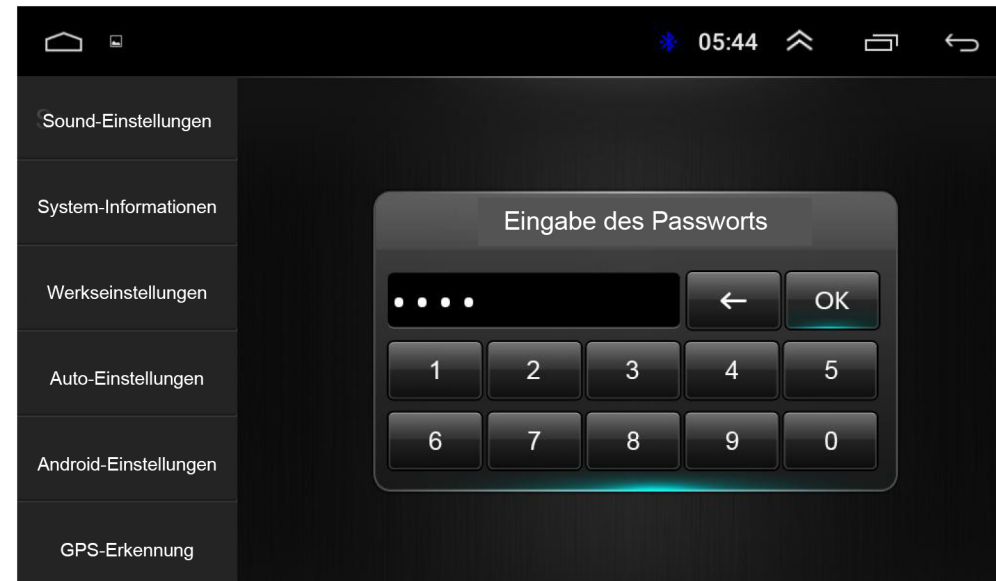 05:44
Sound-Einstellungen
System-Informationen
Werkseinstellungen
Auto-Einstellungen
Android-Einstellungen
GPS-Erkennung
Eingabe des Passworts
OK
1 2 3 4 5
6 7 8 9 0